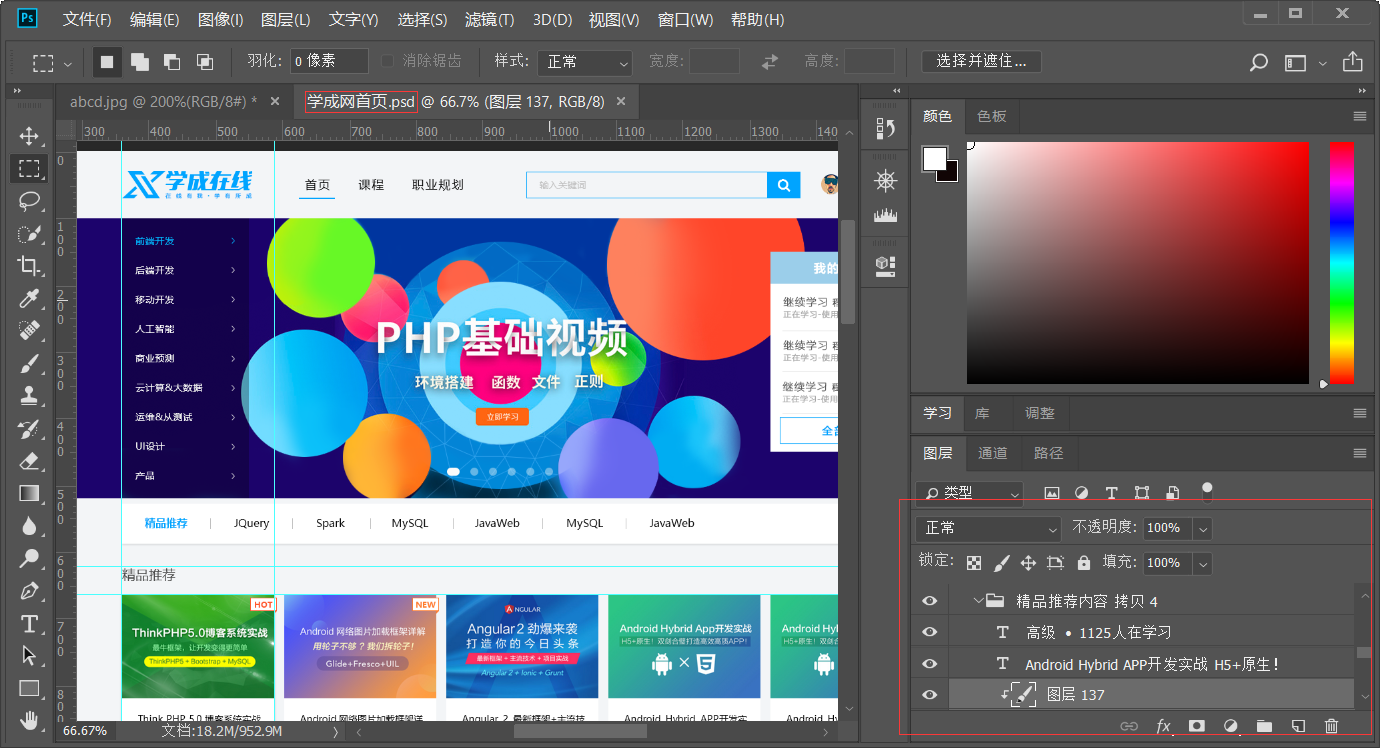 Ps 文件(F) 编辑(E) 图像(I) 图层(L) 文字(Y) 选择(S) 滤镜(T) 3D(D) 视图(V) 窗口(W) 帮助(H)
羽化: 0 像素 消除锯齿 样式: 正常 宽度: 高度: 选择并遮住...
abcd.jpg @ 200%(RGB/8#) * × 学成网首页.psd @ 66.7% (图层 137, RGB/8) ×
300 400 500 600 700 800 900 1000 1100 1200 1300 140
0
100
200
300
400
500
600
700
800
学成在线
在线有我·学有所成
首页 课程 职业规划
输入关键词
前端开发
后端开发
移动开发
人工智能
商业预测
云计算&大数据
运维&从测试
UI设计
产品
PHP基础视频
环境搭建 函数 文件 正则
立即学习
我的
继续学习
正在学习-使用
继续学习
正在学习-使用
继续学习
正在学习-使用
精品推荐 JQuery Spark MySQL JavaWeb MySQL JavaWeb
精品推荐
HOT
ThinkPHP5.0博客系统实战
最牛框架，让开发变得更简单
ThinkPHP5 + Bootstrap + MySQL
NEW
Android 网络图片加载框架详解
用轮子不够？我们拆轮子!
Glide+Fresco+UIL
ANGULAR
Angular 2 劲爆来袭
打造你的今日头条
最新框架 + 主流技术 + 项目实战
Angular 2 + Ionic + Grunt
Android Hybrid App开发实战
H5+原生！双剑合璧打造高效高质APP！
Android Hyb
H5+原生！双剑合
Think PHP 5.0 博客系统实战
Android 网络图片加载框架详
Angular 2 最新框架+主流技
Android Hybrid APP开发实
Android Hy
66.67% 文档:18.2M/952.9M
颜色 色板
学习 库 调整
图层 通道 路径
类型
正常 不透明度: 100%
锁定: 填充: 100%
精品推荐内容 拷贝 4
T 高级 • 1125人在学习
T Android Hybrid APP开发实战 H5+原生！
图层 137
fx